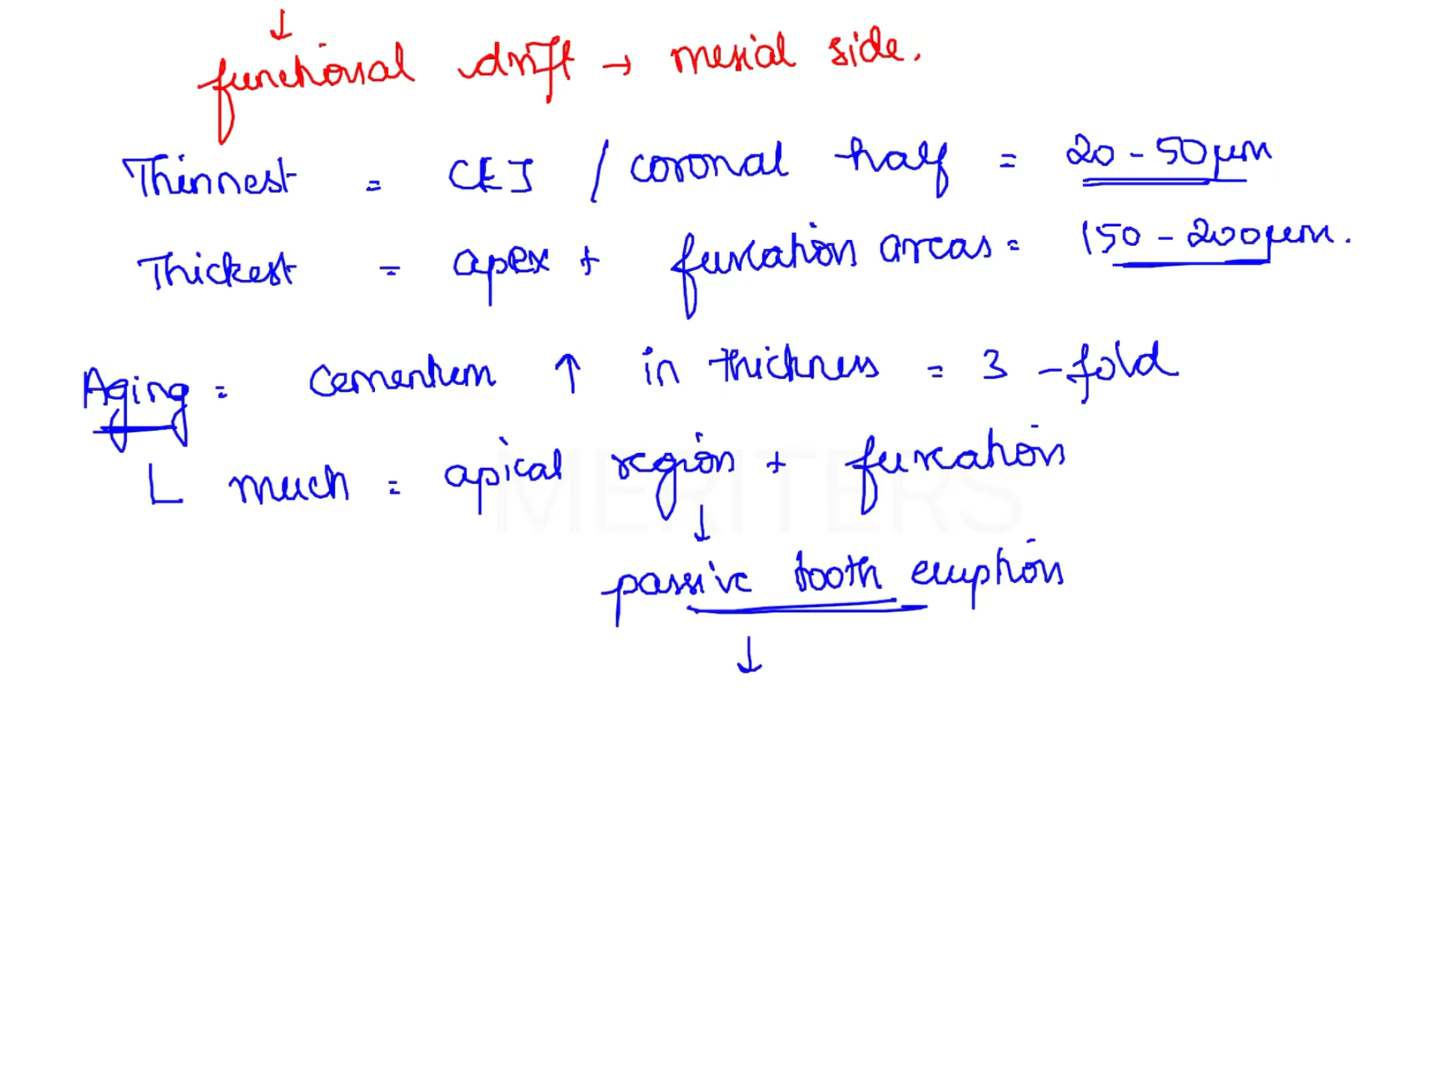 ↓
functional drift → mesial side.
Thinnest = CEJ / coronal half = 20-50μm
Thickest = apex + furcation areas = 150-200μm.
Aging = Cementum ↑ in thickness = 3-fold
L much = apical region + furcation
MERITERS
↓
passive tooth eruption
↓